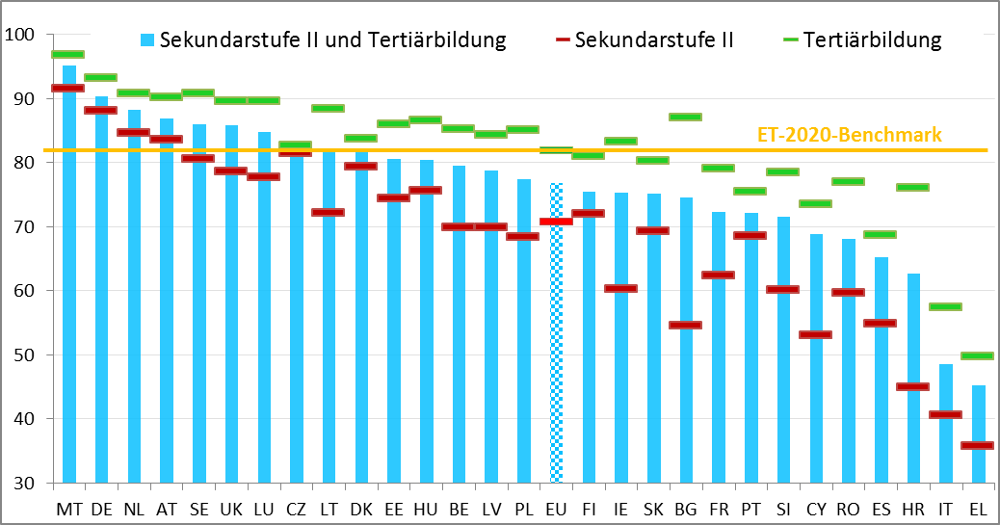 Sekundarstufe II und Tertiärbildung Sekundarstufe II Tertiärbildung
ET-2020-Benchmark
100
90
80
70
60
50
40
30
MT DE NL AT SE UK LU CZ LT DK EE HU BE LV PL EU FI IE SK BG FR PT SI CY RO ES HR IT EL